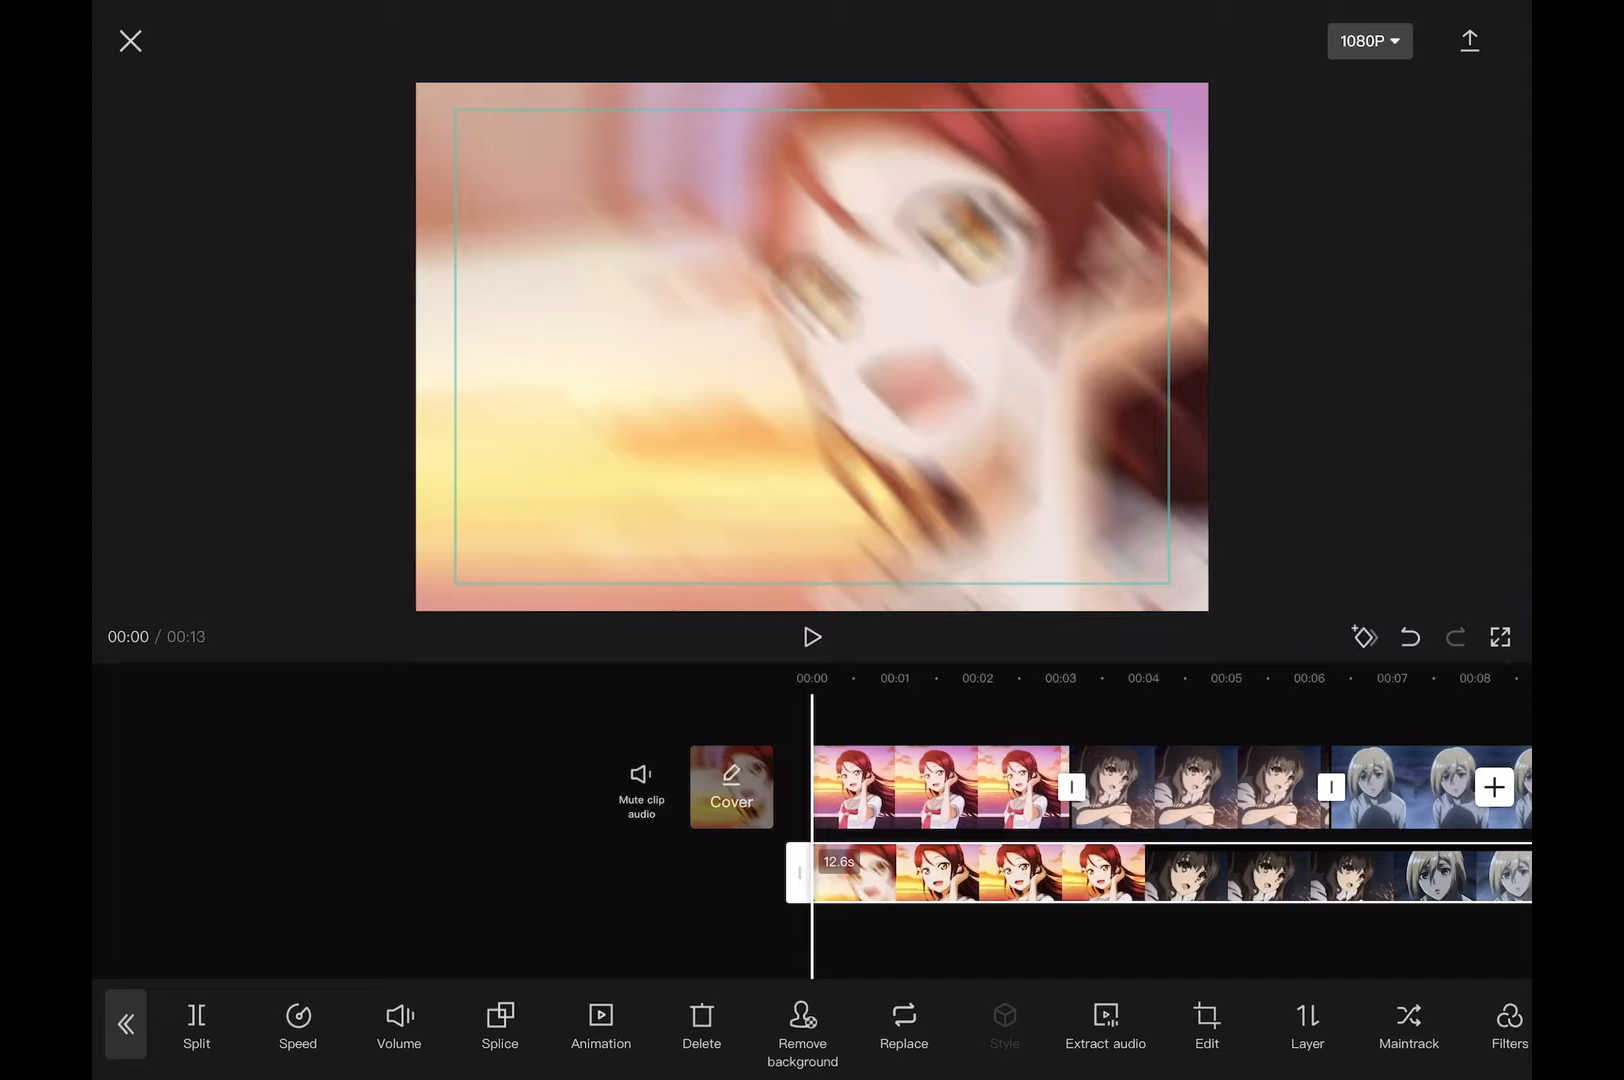 1080P
00:00 / 00:13
00:00 00:01 00:02 00:03 00:04 00:05 00:06 00:07 00:08
Mute clip
audio
Cover
12.6s
Split
Speed
Volume
Splice
Animation
Delete
Remove
background
Replace
Style
Extract audio
Edit
Layer
Maintrack
Filters